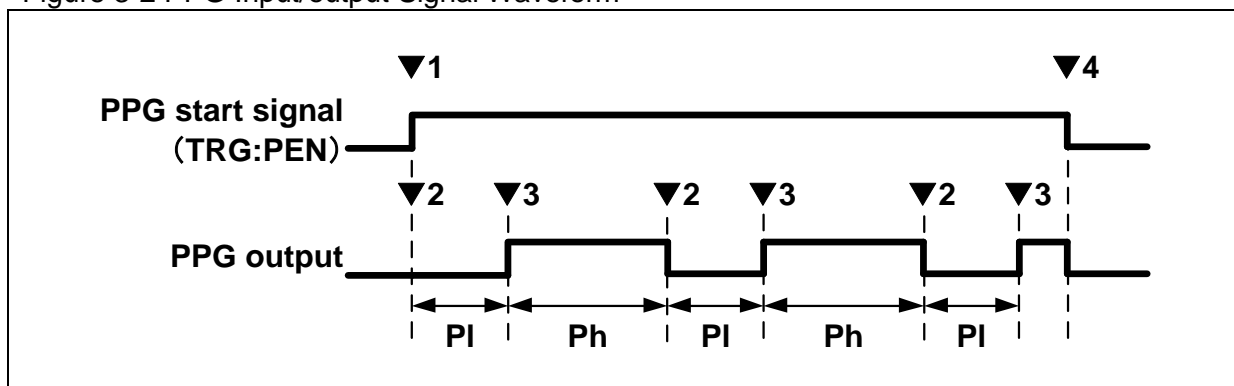 Figure 3-2 PPG Input/output Signal Waveform
▼1 ▼4
PPG start signal
(TRG:PEN)
▼2 ▼3 ▼2 ▼3 ▼2 ▼3
PPG output
Pl Ph Pl Ph Pl